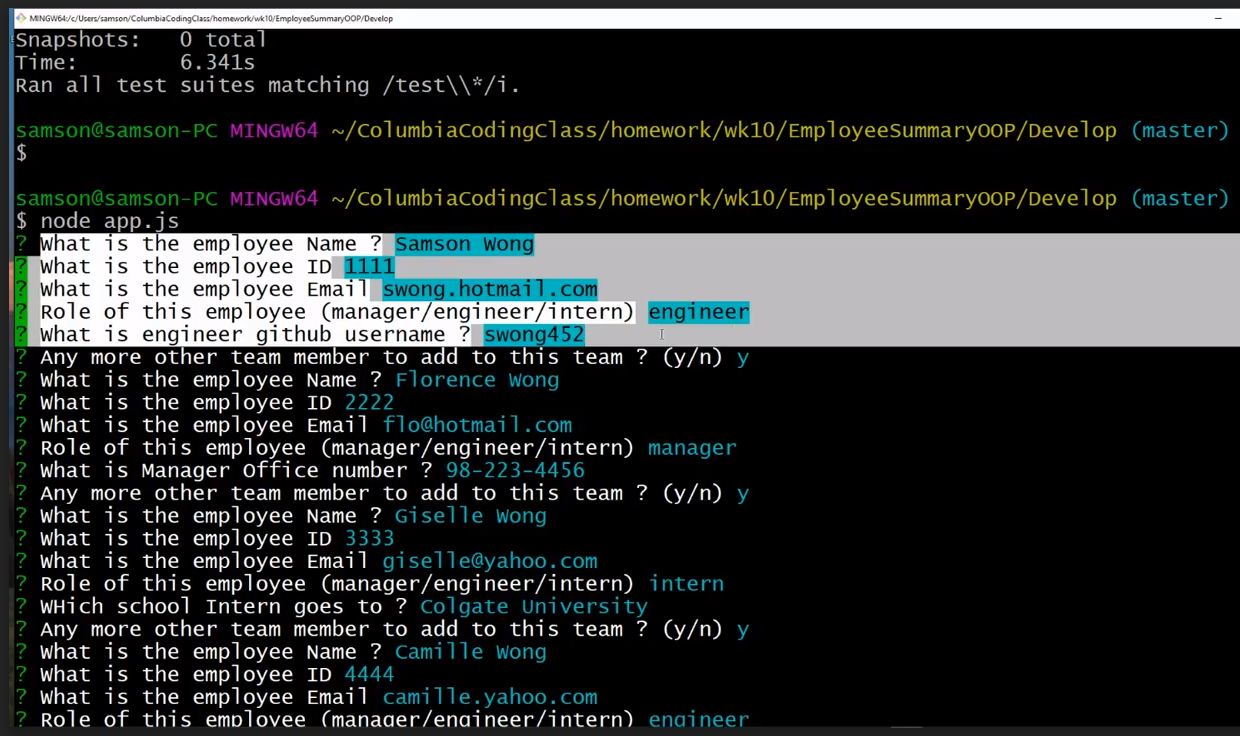 MINGW64:/c/Users/samson/ColumbiaCodingClass/homework/wk10/EmployeeSummaryOOP/Develop
Snapshots:   0 total
Time:        6.341s
Ran all test suites matching /test\\*/i.
samson@samson-PC MINGW64 ~/ColumbiaCodingClass/homework/wk10/EmployeeSummaryOOP/Develop (master)
$
samson@samson-PC MINGW64 ~/ColumbiaCodingClass/homework/wk10/EmployeeSummaryOOP/Develop (master)
$ node app.js
? What is the employee Name ? Samson Wong
? What is the employee ID 1111
? What is the employee Email swong.hotmail.com
? Role of this employee (manager/engineer/intern) engineer
? What is engineer github username ? swong452
? Any more other team member to add to this team ? (y/n) y
? What is the employee Name ? Florence Wong
? What is the employee ID 2222
? What is the employee Email flo@hotmail.com
? Role of this employee (manager/engineer/intern) manager
? What is Manager Office number ? 98-223-4456
? Any more other team member to add to this team ? (y/n) y
? What is the employee Name ? Giselle Wong
? What is the employee ID 3333
? What is the employee Email giselle@yahoo.com
? Role of this employee (manager/engineer/intern) intern
? WHich school Intern goes to ? Colgate University
? Any more other team member to add to this team ? (y/n) y
? What is the employee Name ? Camille Wong
? What is the employee ID 4444
? What is the employee Email camille.yahoo.com
? Role of this employee (manager/engineer/intern) engineer